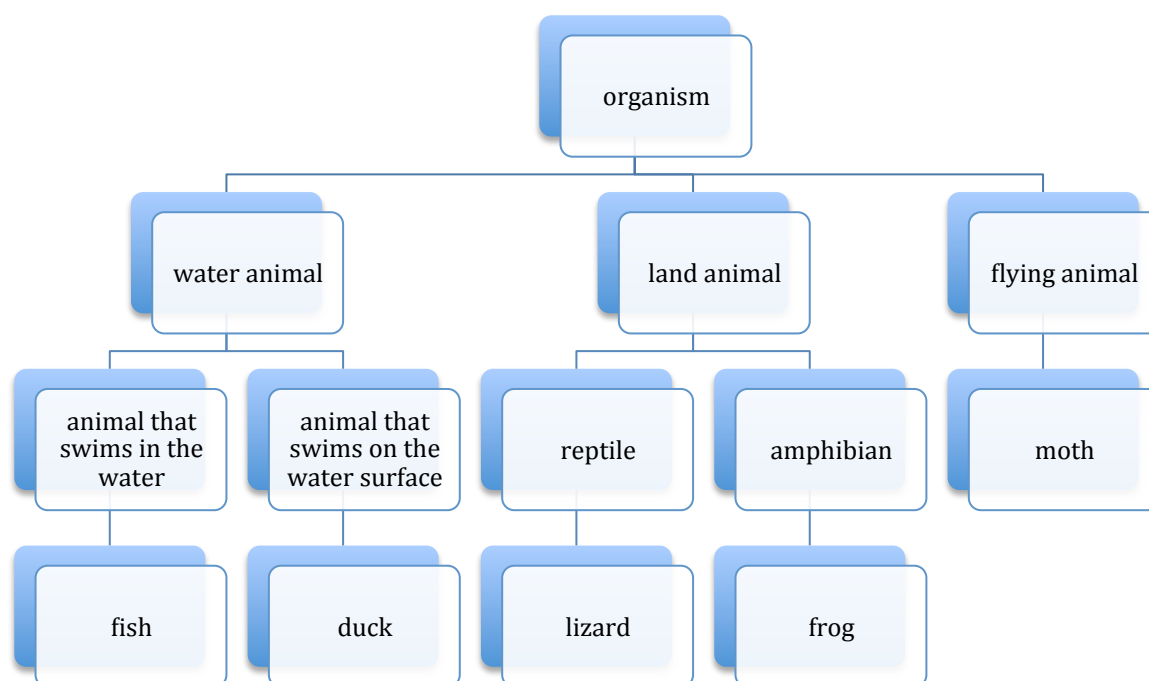 organism
water animal
land animal
flying animal
animal that
swims in the
water
animal that
swims on the
water surface
reptile
amphibian
moth
fish
duck
lizard
frog